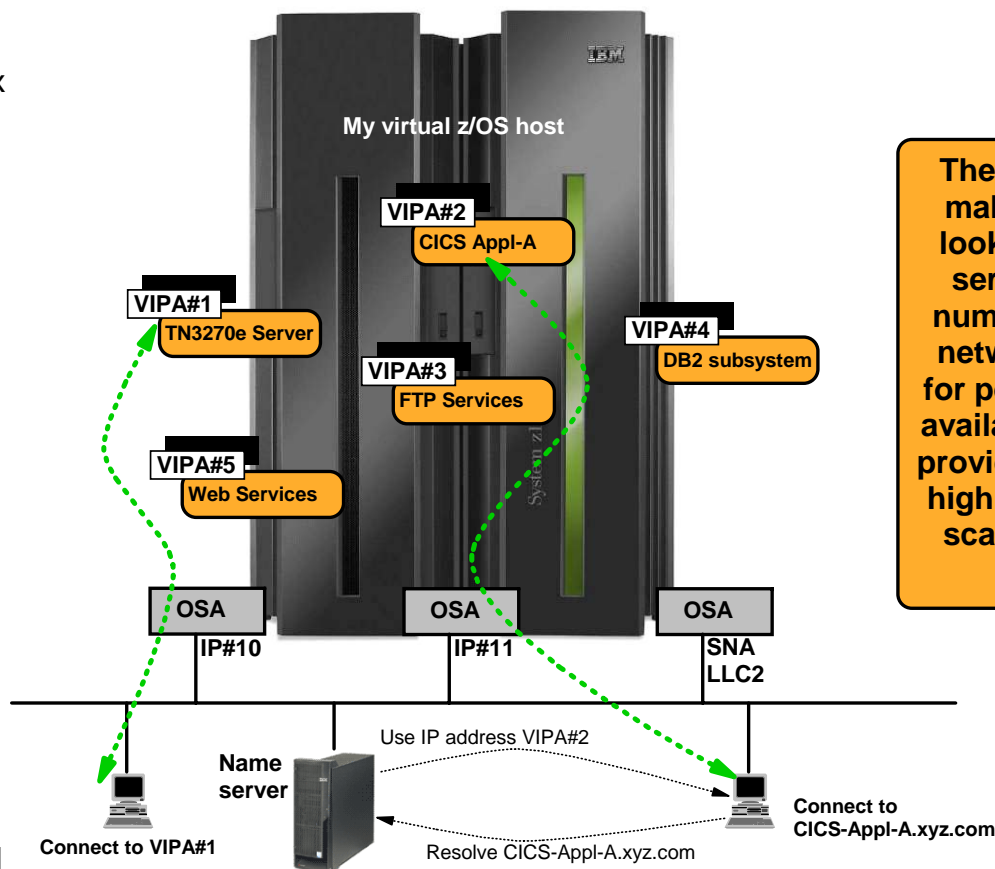 x
IBM
My virtual z/OS host
VIPA#2
CICS Appl-A
VIPA#1
TN3270e Server
VIPA#4
DB2 subsystem
VIPA#3
FTP Services
VIPA#5
Web Services
System z1
The
look
ser
num
netw
for p
availa
provi
high
sca
OSA
OSA
OSA
IP#10
IP#11
SNA
LLC2
Name
server
Use IP address VIPA#2
Resolve CICS-Appl-A.xyz.com
Connect to VIPA#1
Connect to
CICS-Appl-A.xyz.com